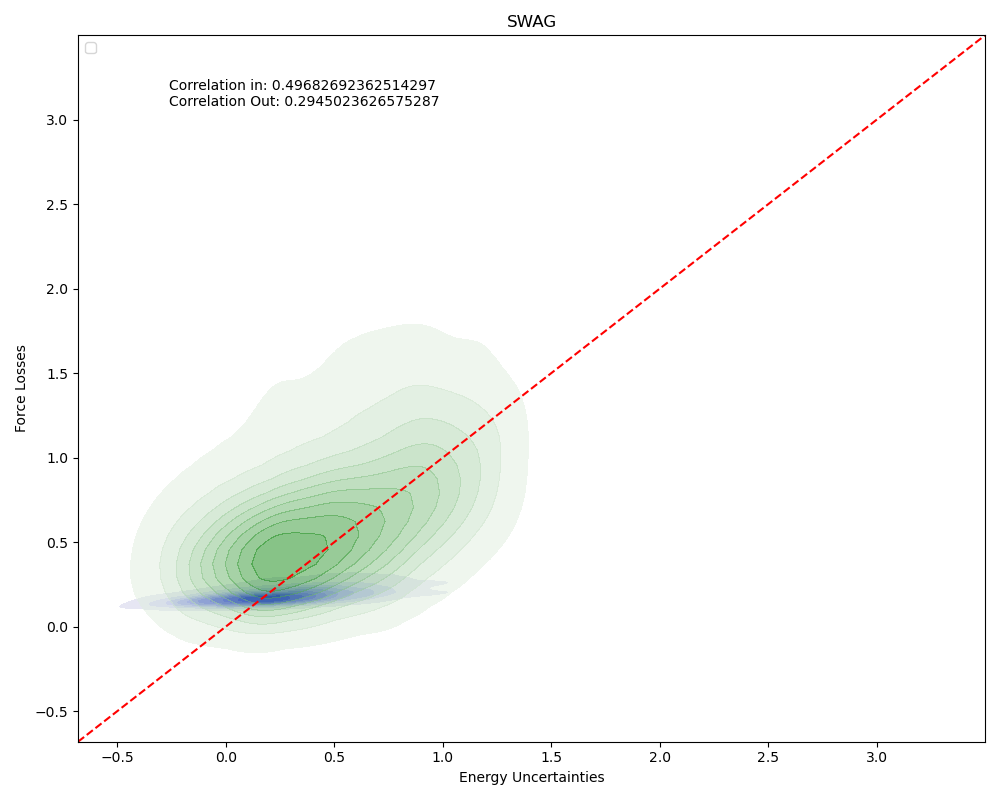 SWAG
Correlation in: 0.49682692362514297
Correlation Out: 0.2945023626575287
3.0
2.5
2.0
1.5
1.0
0.5
0.0
−0.5
Force Losses
−0.5 0.0 0.5 1.0 1.5 2.0 2.5 3.0
Energy Uncertainties